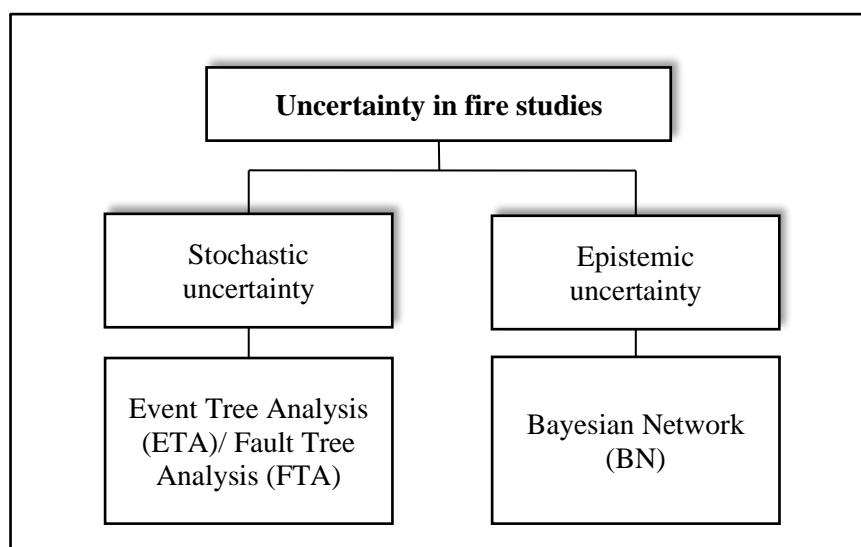 Uncertainty in fire studies
Stochastic
uncertainty
Epistemic
uncertainty
Event Tree Analysis
(ETA)/ Fault Tree
Analysis (FTA)
Bayesian Network
(BN)